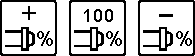 + 100 −
% % %